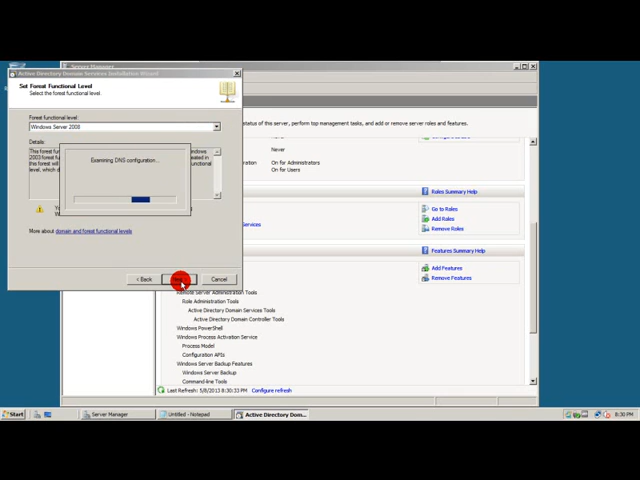 Server Manager
Active Directory Domain Services Installation Wizard
Set Forest Functional Level
Select the forest functional level.
Forest functional level:
Windows Server 2008
Details:
This fores
2003 fores
this forest will
level, which d
Examining DNS configuration...
More about domain and forest functional levels
< Back
Cancel
status of this server, perform top management tasks, and add or remove server roles and features.
Never
On for Administrators
On for Users
Roles Summary Help
Go to Roles
Add Roles
Remove Roles
Services
Features Summary Help
Add Features
Remove Features
Remote Server Administration Tools
Role Administration Tools
Active Directory Domain Services Tools
Active Directory Domain Controller Tools
Windows PowerShell
Windows Process Activation Service
Process Model
Configuration APIs
Windows Server Backup Features
Windows Server Backup
Command-line Tools
Last Refresh: 5/8/2013 8:30:33 PM Configure refresh
Start
Server Manager
Untitled - Notepad
Active Directory Dom...
8:30 PM